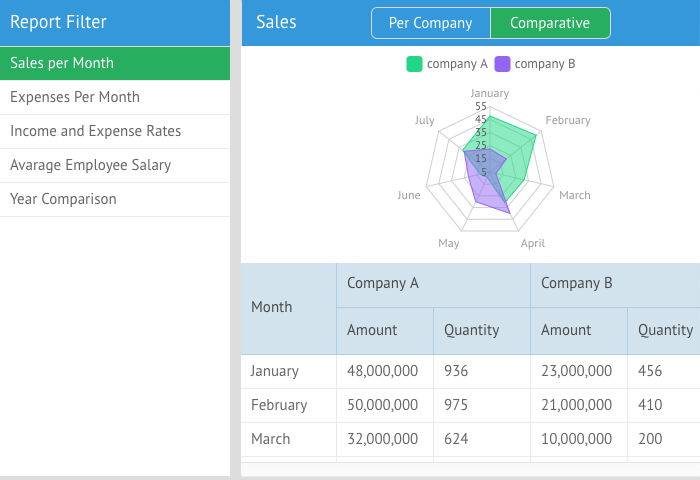 Report Filter
Sales per Month
Expenses Per Month
Income and Expense Rates
Avarage Employee Salary
Year Comparison
Sales
Per Company
Comparative
company A company B
January
February
March
April
May
June
July
55
45
35
25
15
5
Month Company A Company B
Amount Quantity Amount Quantity
January 48,000,000 936 23,000,000 456
February 50,000,000 975 21,000,000 410
March 32,000,000 624 10,000,000 200